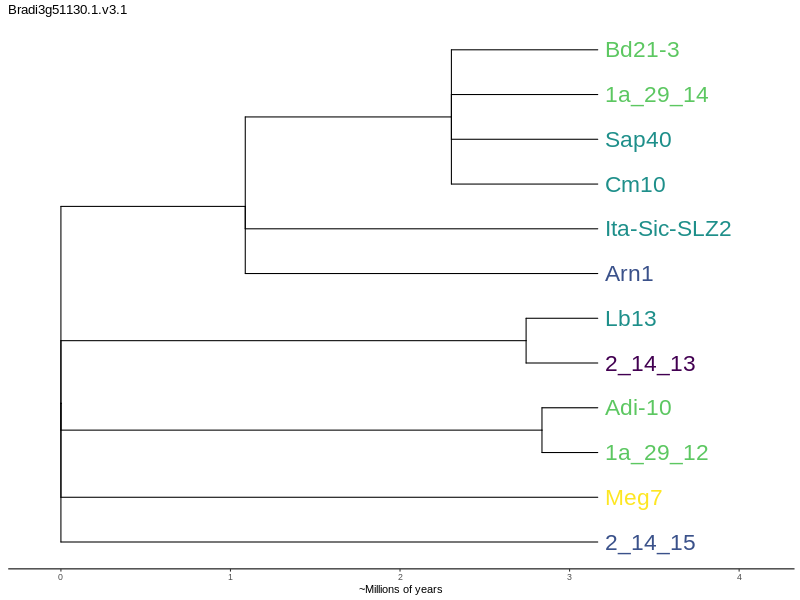 Bradi3g51130.1.v3.1
Bd21-3
1a_29_14
Sap40
Cm10
Ita-Sic-SLZ2
Arn1
Lb13
2_14_13
Adi-10
1a_29_12
Meg7
2_14_15
0 1 2 3 4
~Millions of years